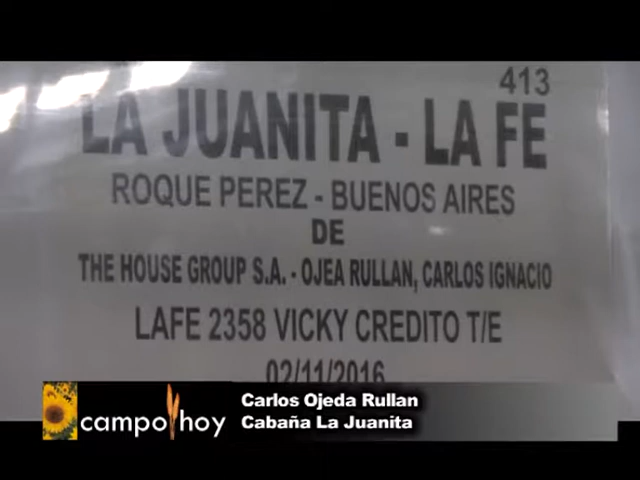 413
LA JUANITA - LA FE
ROQUE PEREZ - BUENOS AIRES
DE
THE HOUSE GROUP S.A. - OJEA RULLAN, CARLOS IGNACIO
LAFE 2358 VICKY CREDITO T/E
02/11/2016
campo hoy
Carlos Ojeda Rullan
Cabaña La Juanita